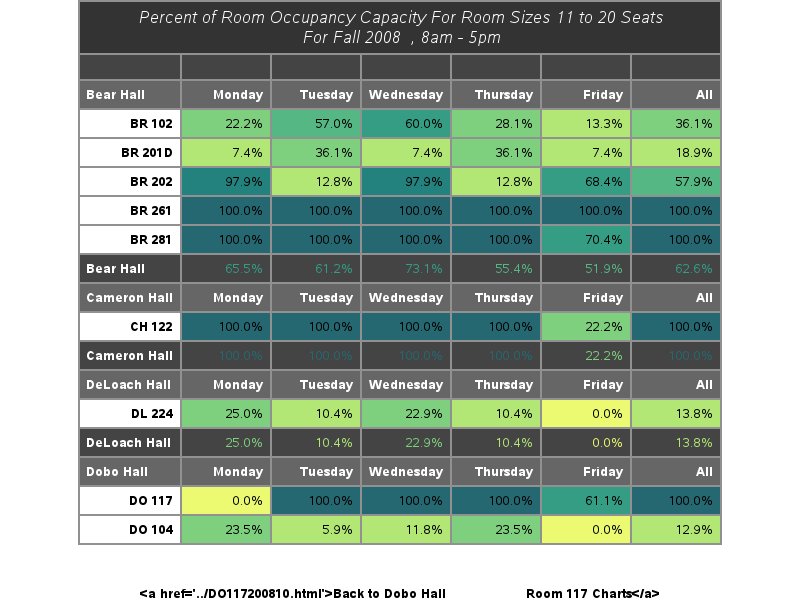 Percent of Room Occupancy Capacity For Room Sizes 11 to 20 Seats
For Fall 2008 , 8am - 5pm
Bear Hall Monday Tuesday Wednesday Thursday Friday All
BR 102 22.2% 57.0% 60.0% 28.1% 13.3% 36.1%
BR 201D 7.4% 36.1% 7.4% 36.1% 7.4% 18.9%
BR 202 97.9% 12.8% 97.9% 12.8% 68.4% 57.9%
BR 261 100.0% 100.0% 100.0% 100.0% 100.0% 100.0%
BR 281 100.0% 100.0% 100.0% 100.0% 70.4% 100.0%
Bear Hall 65.5% 61.2% 73.1% 55.4% 51.9% 62.6%
Cameron Hall Monday Tuesday Wednesday Thursday Friday All
CH 122 100.0% 100.0% 100.0% 100.0% 22.2% 100.0%
Cameron Hall 100.0% 100.0% 100.0% 100.0% 22.2% 100.0%
DeLoach Hall Monday Tuesday Wednesday Thursday Friday All
DL 224 25.0% 10.4% 22.9% 10.4% 0.0% 13.8%
DeLoach Hall 25.0% 10.4% 22.9% 10.4% 0.0% 13.8%
Dobo Hall Monday Tuesday Wednesday Thursday Friday All
DO 117 0.0% 100.0% 100.0% 100.0% 61.1% 100.0%
DO 104 23.5% 5.9% 11.8% 23.5% 0.0% 12.9%
<a href='../DO117200810.html'>Back to Dobo Hall Room 117 Charts</a>